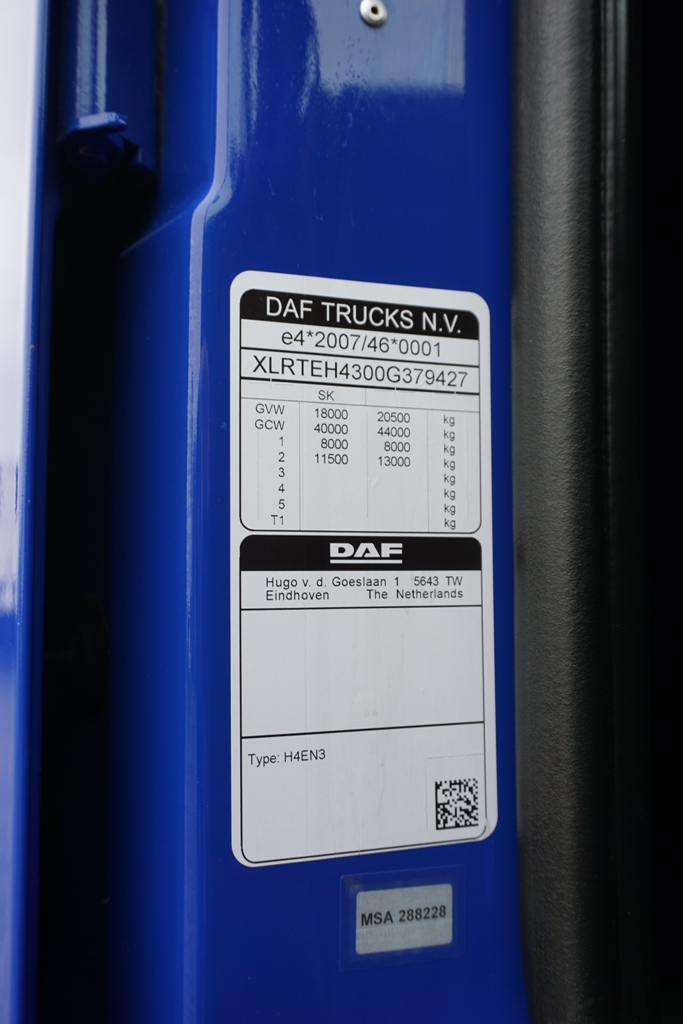 DAF TRUCKS N.V.
e4*2007/46*0001
XLRTEH4300G379427
SK
GVW 18000 20500 kg
GCW 40000 44000 kg
1 8000 8000 kg
2 11500 13000 kg
3 kg
4 kg
5 kg
T1 kg
DAF
Hugo v. d. Goeslaan 1 5643 TW
Eindhoven The Netherlands
Type: H4EN3
MSA 288228